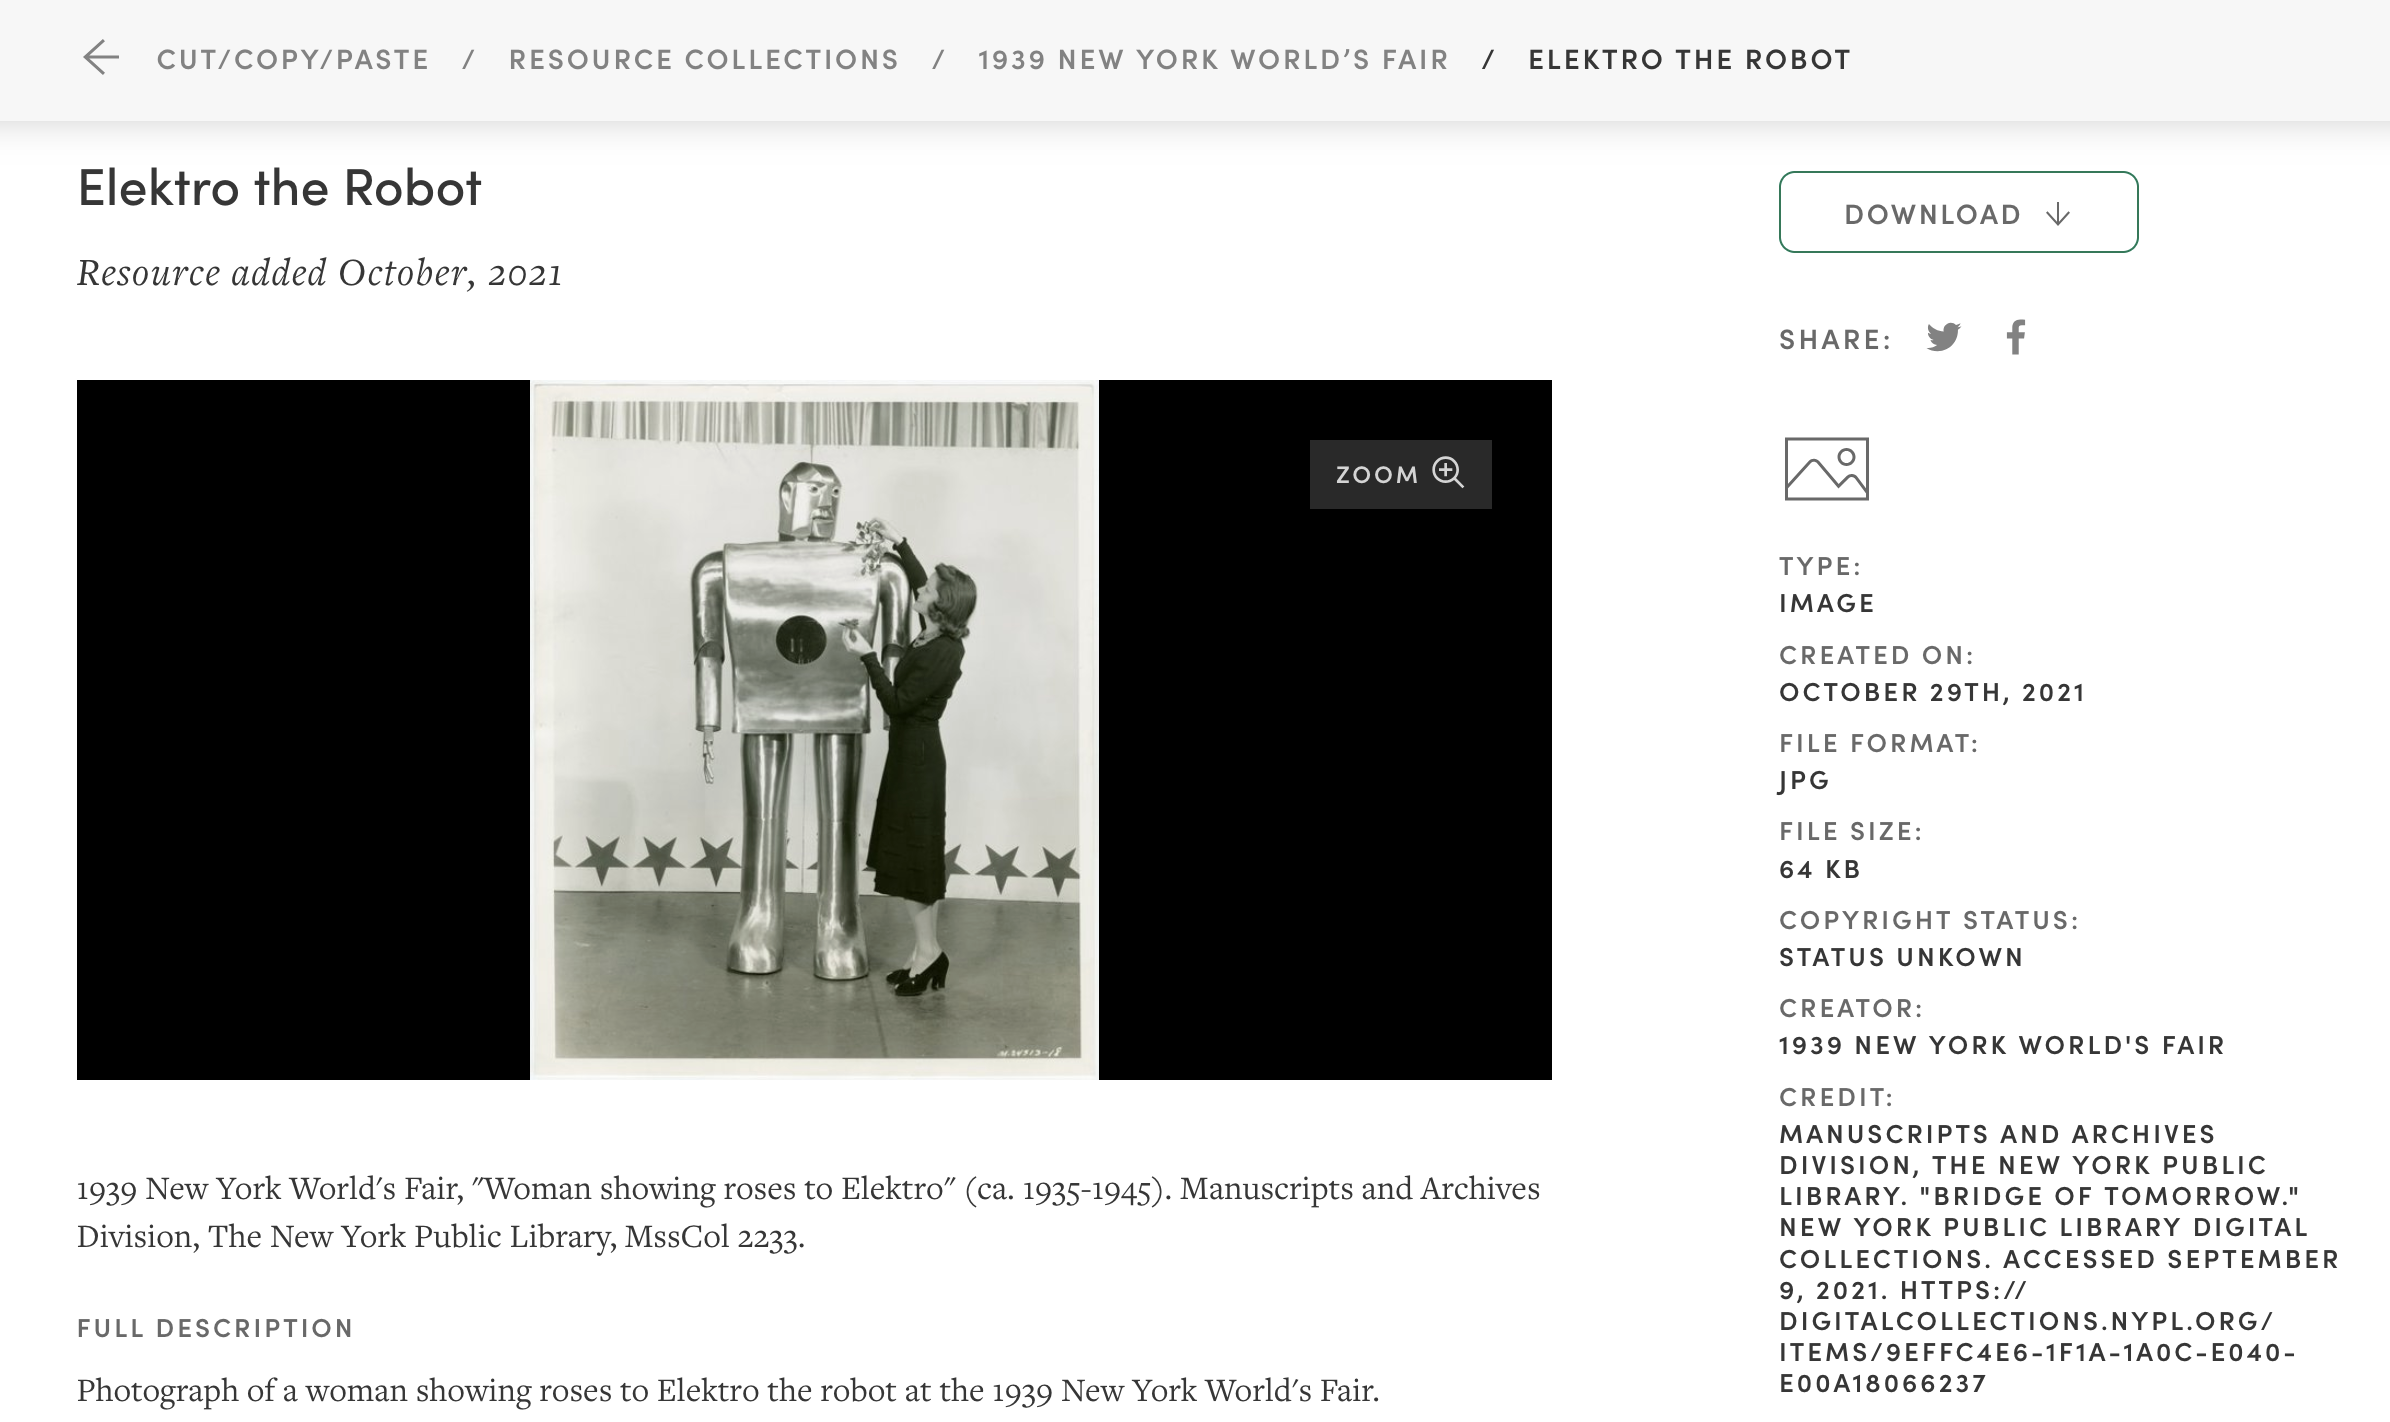 CUT/COPY/PASTE / RESOURCE COLLECTIONS / 1939 NEW YORK WORLD’S FAIR / ELEKTRO THE ROBOT
Elektro the Robot
Resource added October, 2021
ZOOM
1939 New York World's Fair, "Woman showing roses to Elektro" (ca. 1935-1945). Manuscripts and Archives
Division, The New York Public Library, MssCol 2233.
FULL DESCRIPTION
Photograph of a woman showing roses to Elektro the robot at the 1939 New York World's Fair.
DOWNLOAD
SHARE:
TYPE:
IMAGE
CREATED ON:
OCTOBER 29TH, 2021
FILE FORMAT:
JPG
FILE SIZE:
64 KB
COPYRIGHT STATUS:
STATUS UNKOWN
CREATOR:
1939 NEW YORK WORLD'S FAIR
CREDIT:
MANUSCRIPTS AND ARCHIVES
DIVISION, THE NEW YORK PUBLIC
LIBRARY. "BRIDGE OF TOMORROW."
NEW YORK PUBLIC LIBRARY DIGITAL
COLLECTIONS. ACCESSED SEPTEMBER
9, 2021. HTTPS://
DIGITALCOLLECTIONS.NYPL.ORG/
ITEMS/9EFFC4E6-1F1A-1A0C-E040-
E00A18066237